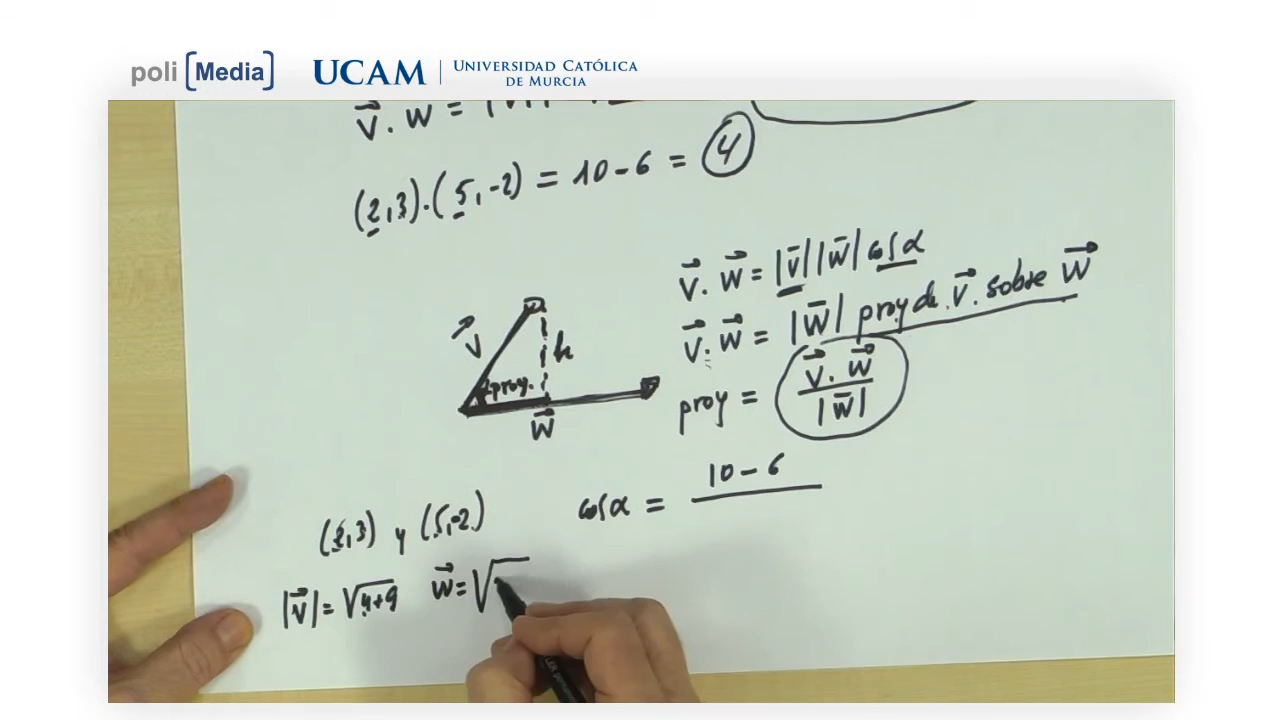 poli [Media] UCAM UNIVERSIDAD CATÓLICA
DE MURCIA
v⃗ . w =
(2,3).(5,-2) = 10-6 = 4
v⃗ . w⃗ = |v̄| |w̄| cos α
v⃗ . w⃗ = |w̄| proy de v⃗ . sobre w⃗
proy = v⃗ . w⃗ / |w̄|
v⃗
h
α proy.
w⃗
cos α = 10-6
(2,3) y (5,-2)
|v⃗| = √4+9 w⃗ = √